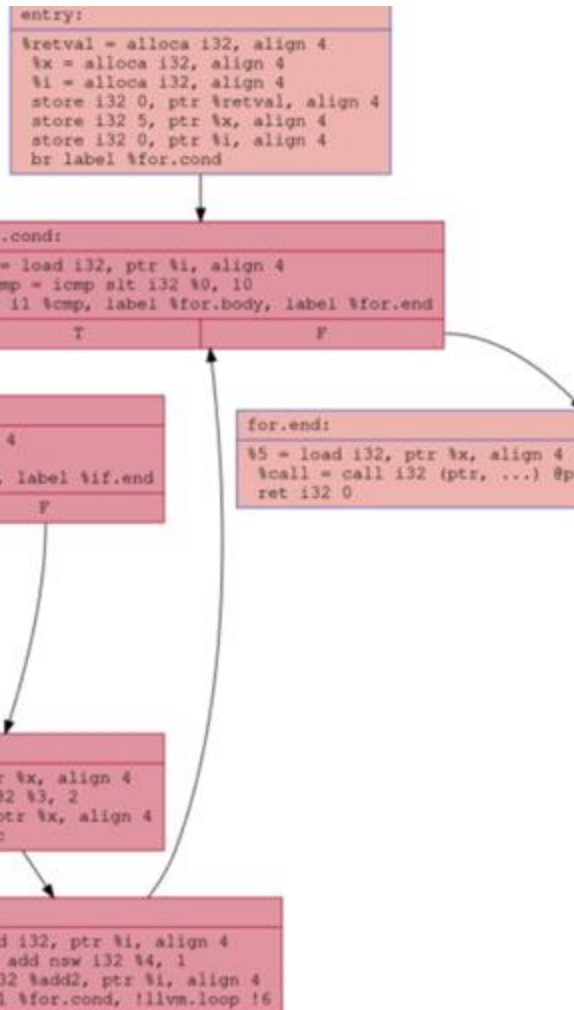 entry:
%retval = alloca i32, align 4
%x = alloca i32, align 4
%i = alloca i32, align 4
store i32 0, ptr %retval, align 4
store i32 5, ptr %x, align 4
store i32 0, ptr %i, align 4
br label %for.cond
.cond:
= load i32, ptr %i, align 4
mp = icmp slt i32 %0, 10
i1 %cmp, label %for.body, label %for.end
T
F
4
, label %if.end
F
for.end:
%5 = load i32, ptr %x, align 4
%call = call i32 (ptr, ...) @p
ret i32 0
r %x, align 4
32 %3, 2
ptr %x, align 4
c
d i32, ptr %i, align 4
add nsw i32 %4, 1
32 %add2, ptr %i, align 4
l %for.cond, !llvm.loop !6